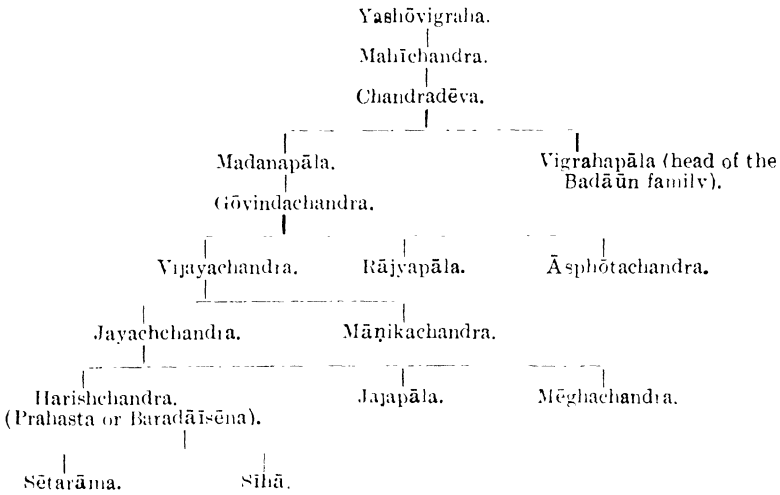 Yashōvigraha.
Mahīchandra.
Chandradēva.
Madanapāla. Vigrahapāla (head of the
Badāūn family).
Gōvindachandra.
Vijayachandra. Rājyapāla. Āsphōtachandra.
Jayachchandra. Māṇikachandra.
Harishchandra. Jajapāla. Mēghachandra.
(Prahasta or Baradāīsēna).
Sētarāma. Sīhā.